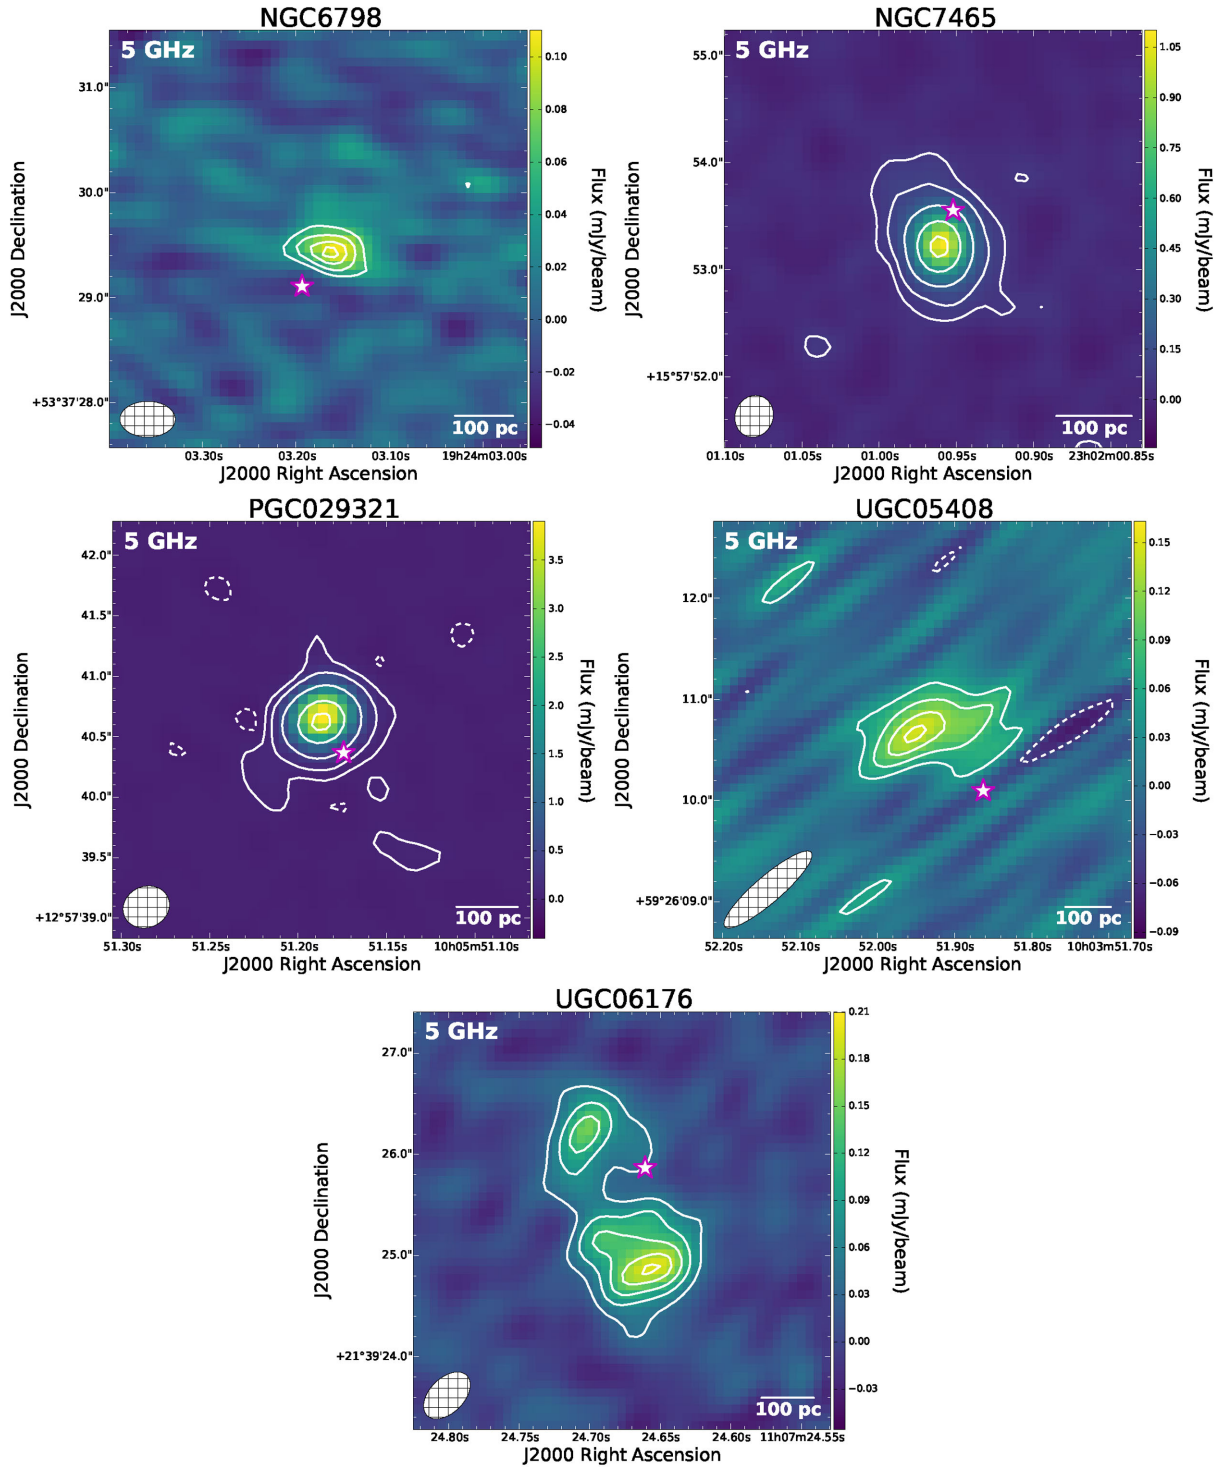 NGC6798
5 GHz
31.0"
30.0"
29.0"
+53°37'28.0"
J2000 Declination
03.30s 03.20s 03.10s 19h24m03.00s
J2000 Right Ascension
100 pc
0.10
0.08
0.06
0.04
0.02
0.00
−0.02
−0.04
Flux (mJy/beam)
NGC7465
5 GHz
55.0"
54.0"
53.0"
+15°57'52.0"
J2000 Declination
01.10s 01.05s 01.00s 00.95s 00.90s 23h02m00.85s
J2000 Right Ascension
100 pc
1.05
0.90
0.75
0.60
0.45
0.30
0.15
0.00
Flux (mJy/beam)
PGC029321
5 GHz
42.0"
41.5"
41.0"
40.5"
40.0"
39.5"
+12°57'39.0"
J2000 Declination
51.30s 51.25s 51.20s 51.15s 10h05m51.10s
J2000 Right Ascension
100 pc
3.5
3.0
2.5
2.0
1.5
1.0
0.5
0.0
Flux (mJy/beam)
UGC05408
5 GHz
12.0"
11.0"
10.0"
+59°26'09.0"
J2000 Declination
52.20s 52.10s 52.00s 51.90s 51.80s 10h03m51.70s
J2000 Right Ascension
100 pc
0.15
0.12
0.09
0.06
0.03
0.00
−0.03
−0.06
−0.09
Flux (mJy/beam)
UGC06176
5 GHz
27.0"
26.0"
25.0"
+21°39'24.0"
J2000 Declination
24.80s 24.75s 24.70s 24.65s 24.60s 11h07m24.55s
J2000 Right Ascension
100 pc
0.21
0.18
0.15
0.12
0.09
0.06
0.03
0.00
−0.03
Flux (mJy/beam)